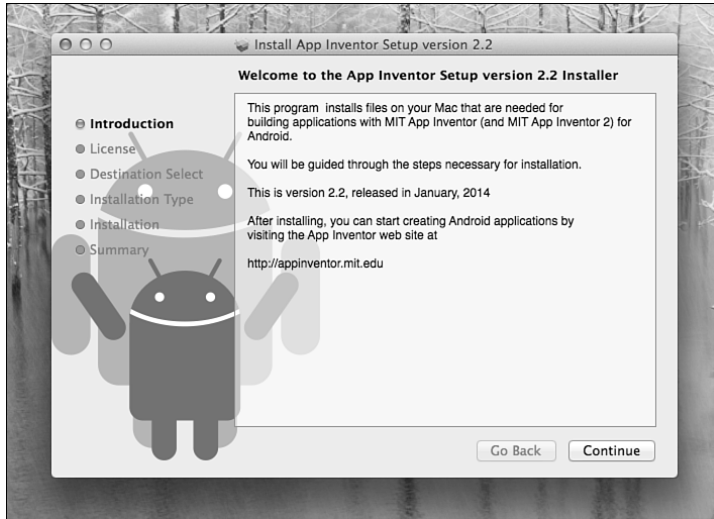 Install App Inventor Setup version 2.2
Welcome to the App Inventor Setup version 2.2 Installer
Introduction
License
Destination Select
Installation Type
Installation
Summary
This program installs files on your Mac that are needed for
building applications with MIT App Inventor (and MIT App Inventor 2) for
Android.
You will be guided through the steps necessary for installation.
This is version 2.2, released in January, 2014
After installing, you can start creating Android applications by
visiting the App Inventor web site at
http://appinventor.mit.edu
Go Back
Continue